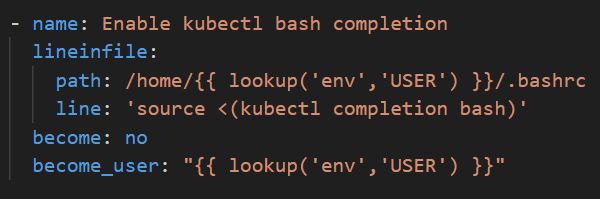 - name: Enable kubectl bash completion
  lineinfile:
    path: /home/{{ lookup('env','USER') }}/.bashrc
    line: 'source <(kubectl completion bash)'
  become: no
  become_user: "{{ lookup('env','USER') }}"